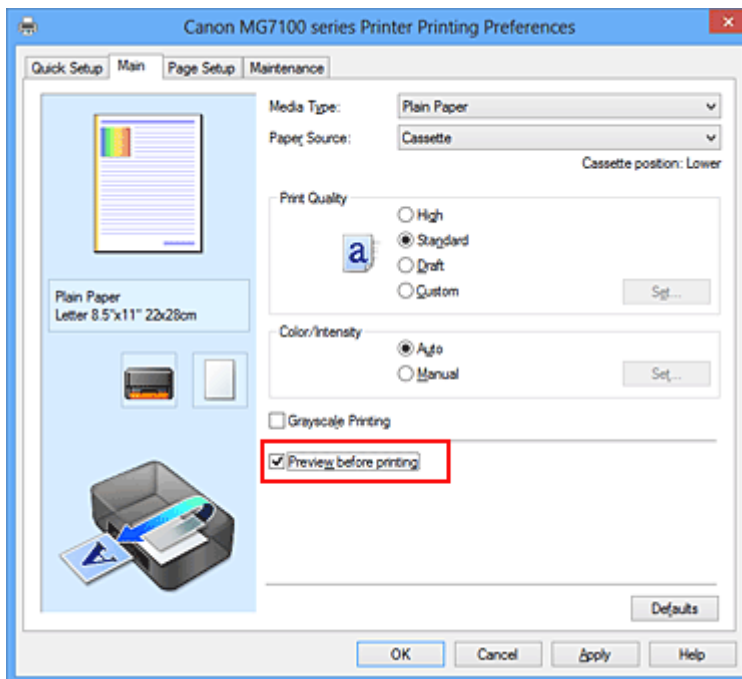 Canon MG7100 series Printer Printing Preferences
Quick Setup Main Page Setup Maintenance
Media Type: Plain Paper
Paper Source: Cassette
Cassette position: Lower
Print Quality
High
a Standard
Draft
Custom Set...
Plain Paper
Letter 8.5"x11" 22x28cm
Color/Intensity
Auto
Manual Set...
Grayscale Printing
Preview before printing
A
Defaults
OK Cancel Apply Help